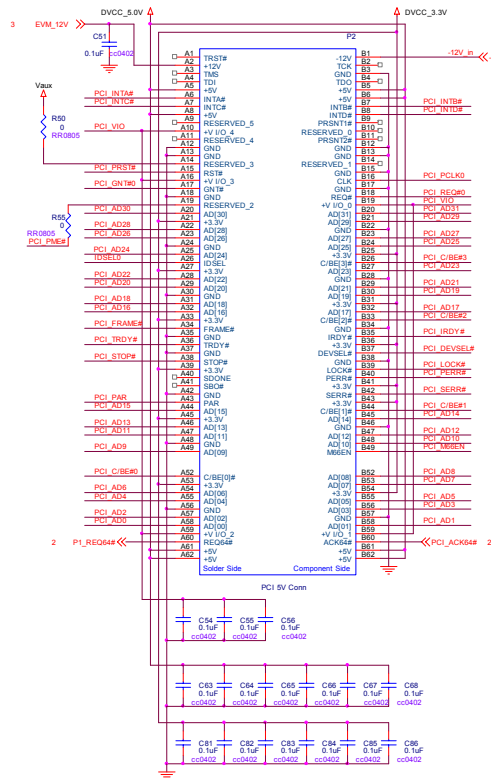 DVCC_5.0V DVCC_3.3V
3 EVM_12V P2
C51
0.1uF cc0402
A1 TRST# -12V B1 -12V_in
A2 +12V TCK B2
A3 TMS GND B3
A4 TDI TDO B4
A5 +5V +5V B5
PCI_INTA# A6 INTA# +5V B6
PCI_INTC# A7 INTC# INTB# B7 PCI_INTB#
A8 +5V INTD# B8 PCI_INTD#
A9 RESERVED_5 PRSNT1# B9
PCI_VIO A10 +V I/O_4 RESERVED_0 B10
A11 RESERVED_4 PRSNT2# B11
A12 GND GND B12
A13 GND GND B13
A14 RESERVED_3 RESERVED_1 B14
PCI_PRST# A15 RST# GND B15
A16 +V I/O_3 CLK B16 PCI_PCLK0
PCI_GNT#0 A17 GNT# GND B17
A18 GND REQ# B18 PCI_REQ#0
A19 RESERVED_2 +V I/O_0 B19 PCI_VIO
PCI_AD30 A20 AD[30] AD[31] B20 PCI_AD31
A21 +3.3V AD[29] B21 PCI_AD29
PCI_AD28 A22 AD[28] GND B22
PCI_AD26 A23 AD[26] AD[27] B23 PCI_AD27
A24 GND AD[25] B24 PCI_AD25
PCI_AD24 A25 AD[24] +3.3V B25
IDSEL0 A26 IDSEL C/BE[3]# B26 PCI_C/BE#3
A27 +3.3V AD[23] B27 PCI_AD23
PCI_AD22 A28 AD[22] GND B28
PCI_AD20 A29 AD[20] AD[21] B29 PCI_AD21
A30 GND AD[19] B30 PCI_AD19
PCI_AD18 A31 AD[18] +3.3V B31
PCI_AD16 A32 AD[16] AD[17] B32 PCI_AD17
A33 +3.3V C/BE[2]# B33 PCI_C/BE#2
PCI_FRAME# A34 FRAME# GND B34
A35 GND IRDY# B35 PCI_IRDY#
PCI_TRDY# A36 TRDY# +3.3V B36
A37 GND DEVSEL# B37 PCI_DEVSEL#
PCI_STOP# A38 STOP# GND B38
A39 +3.3V LOCK# B39 PCI_LOCK#
A40 SDONE PERR# B40 PCI_PERR#
A41 SBO# +3.3V B41
A42 GND SERR# B42 PCI_SERR#
PCI_PAR A43 PAR +3.3V B43
PCI_AD15 A44 AD[15] C/BE[1]# B44 PCI_C/BE#1
A45 +3.3V AD[14] B45 PCI_AD14
PCI_AD13 A46 AD[13] GND B46
PCI_AD11 A47 AD[11] AD[12] B47 PCI_AD12
A48 GND AD[10] B48 PCI_AD10
PCI_AD9 A49 AD[09] M66EN B49 PCI_M66EN
PCI_C/BE#0 A52 C/BE[0]# AD[08] B52 PCI_AD8
A53 +3.3V AD[07] B53 PCI_AD7
PCI_AD6 A54 AD[06] +3.3V B54
PCI_AD4 A55 AD[04] AD[05] B55 PCI_AD5
A56 GND AD[03] B56 PCI_AD3
PCI_AD2 A57 AD[02] GND B57
PCI_AD0 A58 AD[00] AD[01] B58 PCI_AD1
A59 +V I/O_2 +V I/O_1 B59
2 P1_REQ64# A60 REQ64# ACK64# B60 PCI_ACK64# 2
A61 +5V +5V B61
A62 +5V +5V B62
Solder Side Component Side
Vaux
R50
0
RR0805
R55
0
RR0805
PCI_PME#
PCI 5V Conn
C54 C55 C56
0.1uF 0.1uF 0.1uF
cc0402 cc0402 cc0402
C63 C64 C65 C66 C67 C68
0.1uF 0.1uF 0.1uF 0.1uF 0.1uF 0.1uF
cc0402 cc0402 cc0402 cc0402 cc0402 cc0402
C81 C82 C83 C84 C85 C86
0.1uF 0.1uF 0.1uF 0.1uF 0.1uF 0.1uF
cc0402 cc0402 cc0402 cc0402 cc0402 cc0402